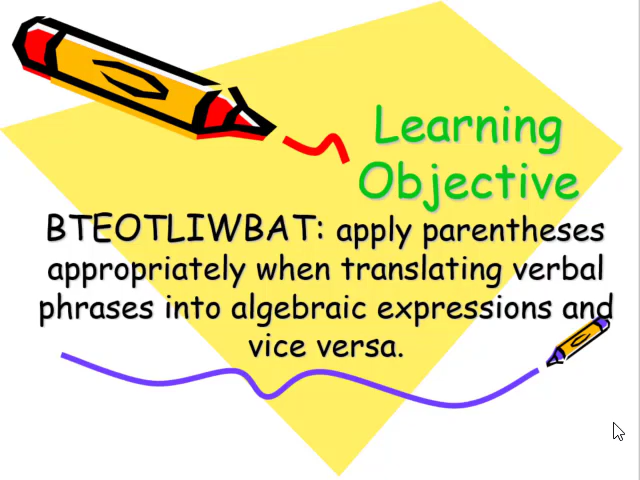 Learning
Objective
BTEOTLIWBAT: apply parentheses
appropriately when translating verbal
phrases into algebraic expressions and
vice versa.